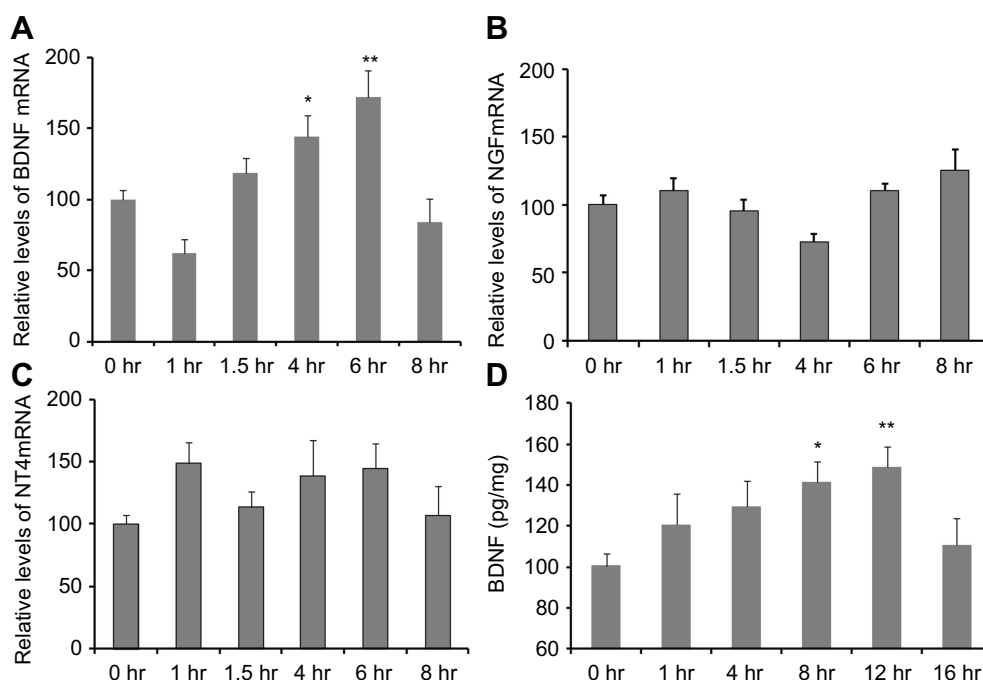 A
Relative levels of BDNF mRNA
200
150
100
50
0
* **
0 hr 1 hr 1.5 hr 4 hr 6 hr 8 hr
B
Relative levels of NGFmRNA
200
150
100
50
0
0 hr 1 hr 1.5 hr 4 hr 6 hr 8 hr
C
Relative levels of NT4mRNA
200
150
100
50
0
0 hr 1 hr 1.5 hr 4 hr 6 hr 8 hr
D
BDNF (pg/mg)
180
160
140
120
100
80
60
* **
0 hr 1 hr 4 hr 8 hr 12 hr 16 hr